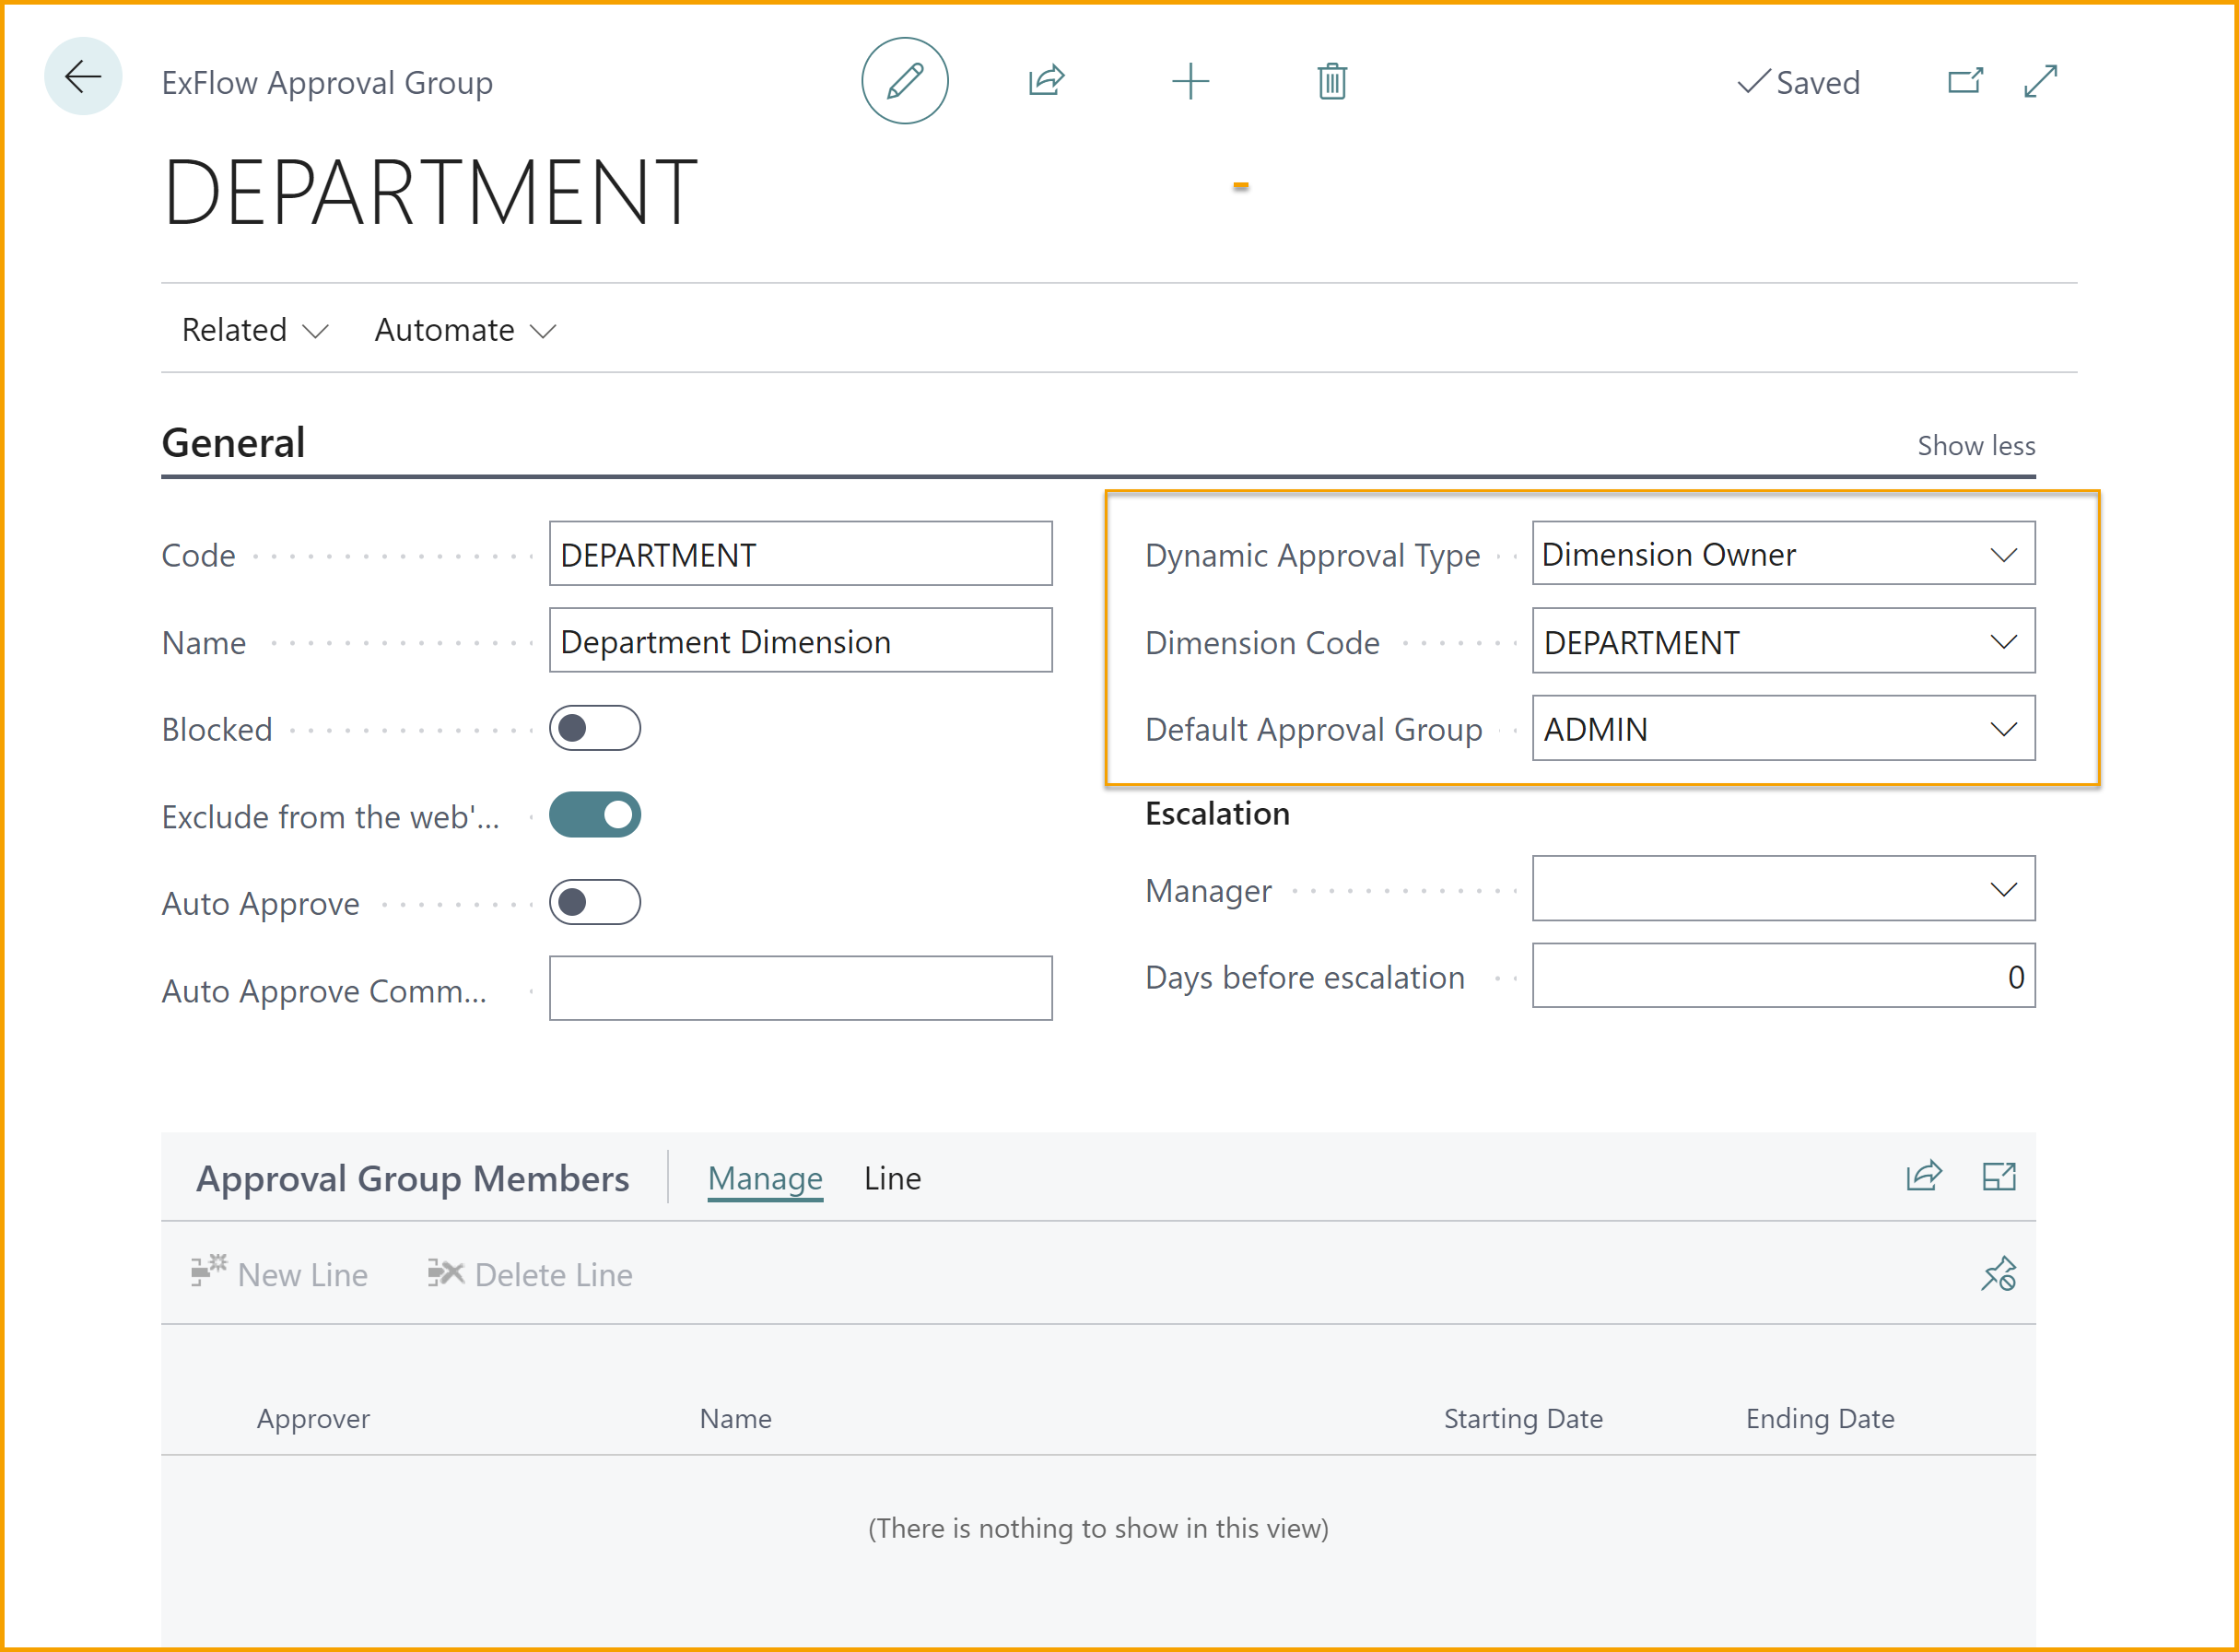 ExFlow Approval Group
Saved
DEPARTMENT
Related Automate
General
Show less
Code DEPARTMENT
Name Department Dimension
Blocked
Exclude from the web'...
Auto Approve
Auto Approve Comm...
Dynamic Approval Type Dimension Owner
Dimension Code DEPARTMENT
Default Approval Group ADMIN
Escalation
Manager
Days before escalation 0
Approval Group Members Manage Line
New Line Delete Line
Approver Name Starting Date Ending Date
(There is nothing to show in this view)